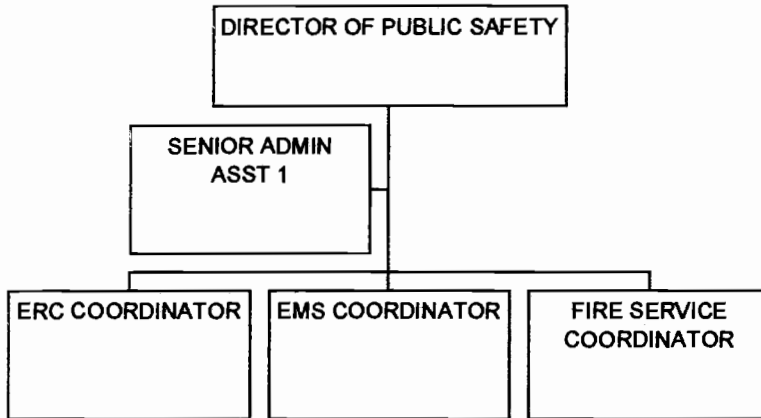 DIRECTOR OF PUBLIC SAFETY
SENIOR ADMIN
ASST 1
ERC COORDINATOR
EMS COORDINATOR
FIRE SERVICE
COORDINATOR